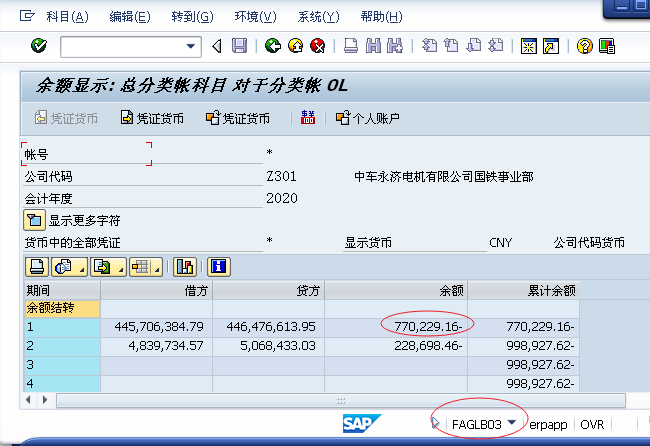 科目(A) 编辑(E) 转到(G) 环境(V) 系统(Y) 帮助(H)
余额显示: 总分类帐科目 对于分类帐 0L
凭证货币 凭证货币 凭证货币 个人账户
帐号 *
公司代码 Z301 中车永济电机有限公司国铁事业部
会计年度 2020
显示更多字符
货币中的全部凭证 * 显示货币 CNY 公司代码货币
期间 借方 贷方 余额 累计余额
余额结转
1 445,706,384.79 446,476,613.95 770,229.16- 770,229.16-
2 4,839,734.57 5,068,433.03 228,698.46- 998,927.62-
3 998,927.62-
4 998,927.62-
SAP FAGLB03 erpapp OVR